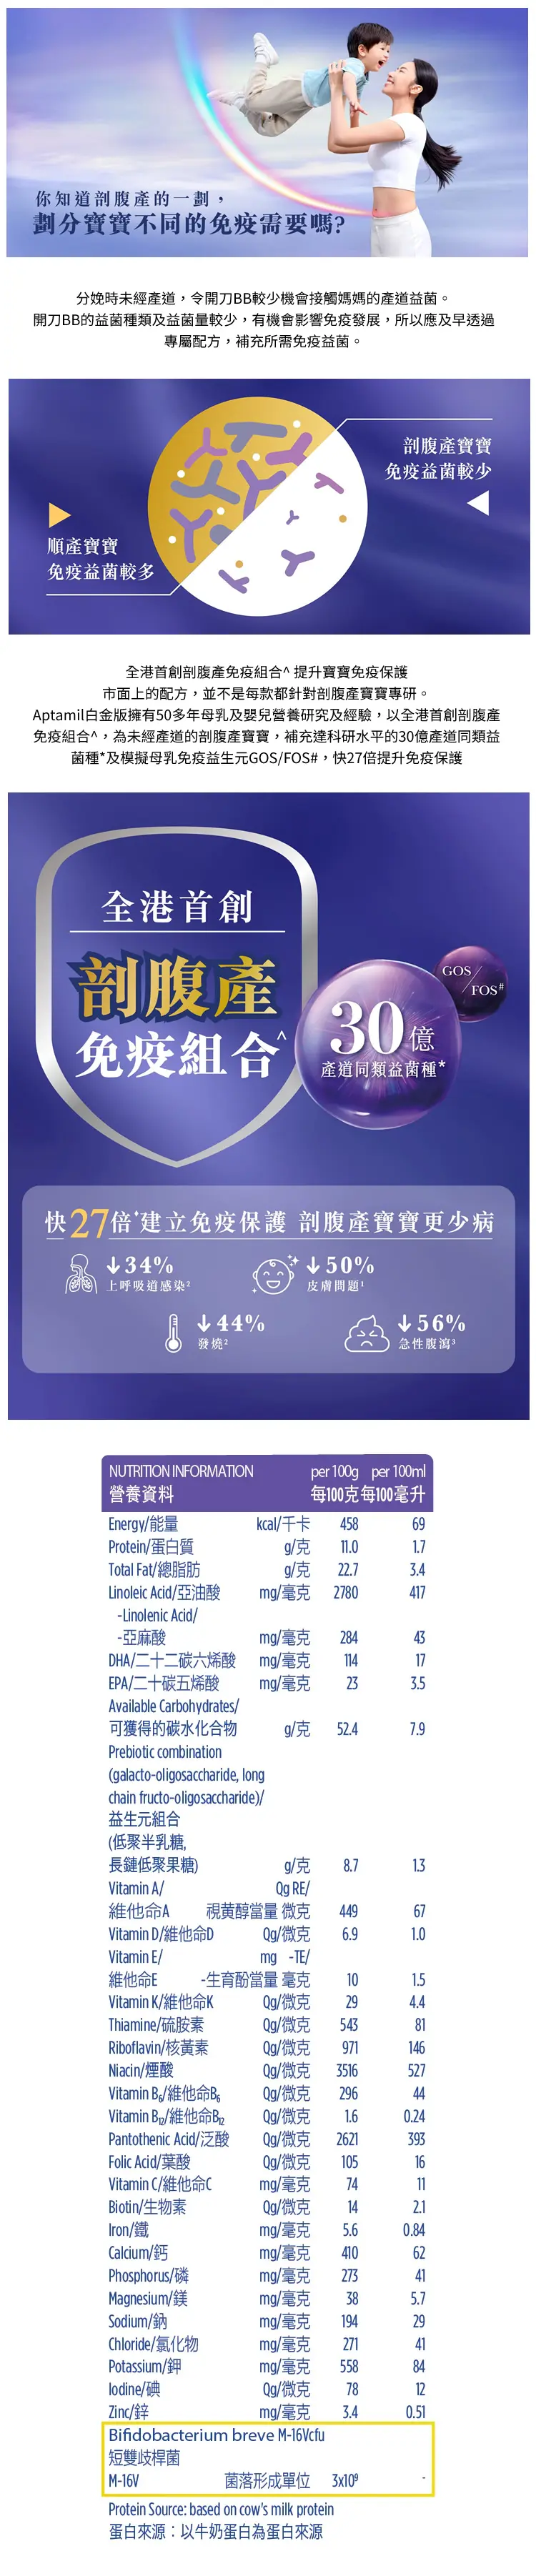 你知道剖腹產的一劃，
劃分寶寶不同的免疫需要嗎?
分娩時未經產道，令開刀BB較少機會接觸媽媽的產道益菌。
開刀BB的益菌種類及益菌量較少，有機會影響免疫發展，所以應及早透過
專屬配方，補充所需免疫益菌。
剖腹產寶寶
免疫益菌較少
順產寶寶
免疫益菌較多
全港首創剖腹產免疫組合^ 提升寶寶免疫保護
市面上的配方，並不是每款都針對剖腹產寶寶專研。
Aptamil白金版擁有50多年母乳及嬰兒營養研究及經驗，以全港首創剖腹產
免疫組合^，為未經產道的剖腹產寶寶，補充達科研水平的30億產道同類益
菌種*及模擬母乳免疫益生元GOS/FOS#，快27倍提升免疫保護
全港首創
剖腹產
免疫組合^
GOS/FOS#
30億
產道同類益菌種*
快27倍+建立免疫保護 剖腹產寶寶更少病
↓34%
上呼吸道感染2
↓50%
皮膚問題1
↓44%
發燒2
↓56%
急性腹瀉3
NUTRITION INFORMATION per 100g per 100ml
營養資料 每100克 每100毫升
Energy/能量 kcal/千卡 458 69
Protein/蛋白質 g/克 11.0 1.7
Total Fat/總脂肪 g/克 22.7 3.4
Linoleic Acid/亞油酸 mg/毫克 2780 417
-Linolenic Acid/
-亞麻酸 mg/毫克 284 43
DHA/二十二碳六烯酸 mg/毫克 114 17
EPA/二十碳五烯酸 mg/毫克 23 3.5
Available Carbohydrates/
可獲得的碳水化合物 g/克 52.4 7.9
Prebiotic combination
(galacto-oligosaccharide, long
chain fructo-oligosaccharide)/
益生元組合
(低聚半乳糖,
長鏈低聚果糖) g/克 8.7 1.3
Vitamin A/ Qg RE/
維他命A 視黃醇當量 微克 449 67
Vitamin D/維他命D Qg/微克 6.9 1.0
Vitamin E/ mg -TE/
維他命E -生育酚當量 毫克 10 1.5
Vitamin K/維他命K Qg/微克 29 4.4
Thiamine/硫胺素 Qg/微克 543 81
Riboflavin/核黃素 Qg/微克 971 146
Niacin/煙酸 Qg/微克 3516 527
Vitamin B6/維他命B6 Qg/微克 296 44
Vitamin B12/維他命B12 Qg/微克 1.6 0.24
Pantothenic Acid/泛酸 Qg/微克 2621 393
Folic Acid/葉酸 Qg/微克 105 16
Vitamin C/維他命C mg/毫克 74 11
Biotin/生物素 Qg/微克 14 2.1
Iron/鐵 mg/毫克 5.6 0.84
Calcium/鈣 mg/毫克 410 62
Phosphorus/磷 mg/毫克 273 41
Magnesium/鎂 mg/毫克 38 5.7
Sodium/鈉 mg/毫克 194 29
Chloride/氯化物 mg/毫克 271 41
Potassium/鉀 mg/毫克 558 84
Iodine/碘 Qg/微克 78 12
Zinc/鋅 mg/毫克 3.4 0.51
Bifidobacterium breve M-16Vcfu
短雙歧桿菌
M-16V 菌落形成單位 3x10⁹ -
Protein Source: based on cow's milk protein
蛋白來源：以牛奶蛋白為蛋白來源